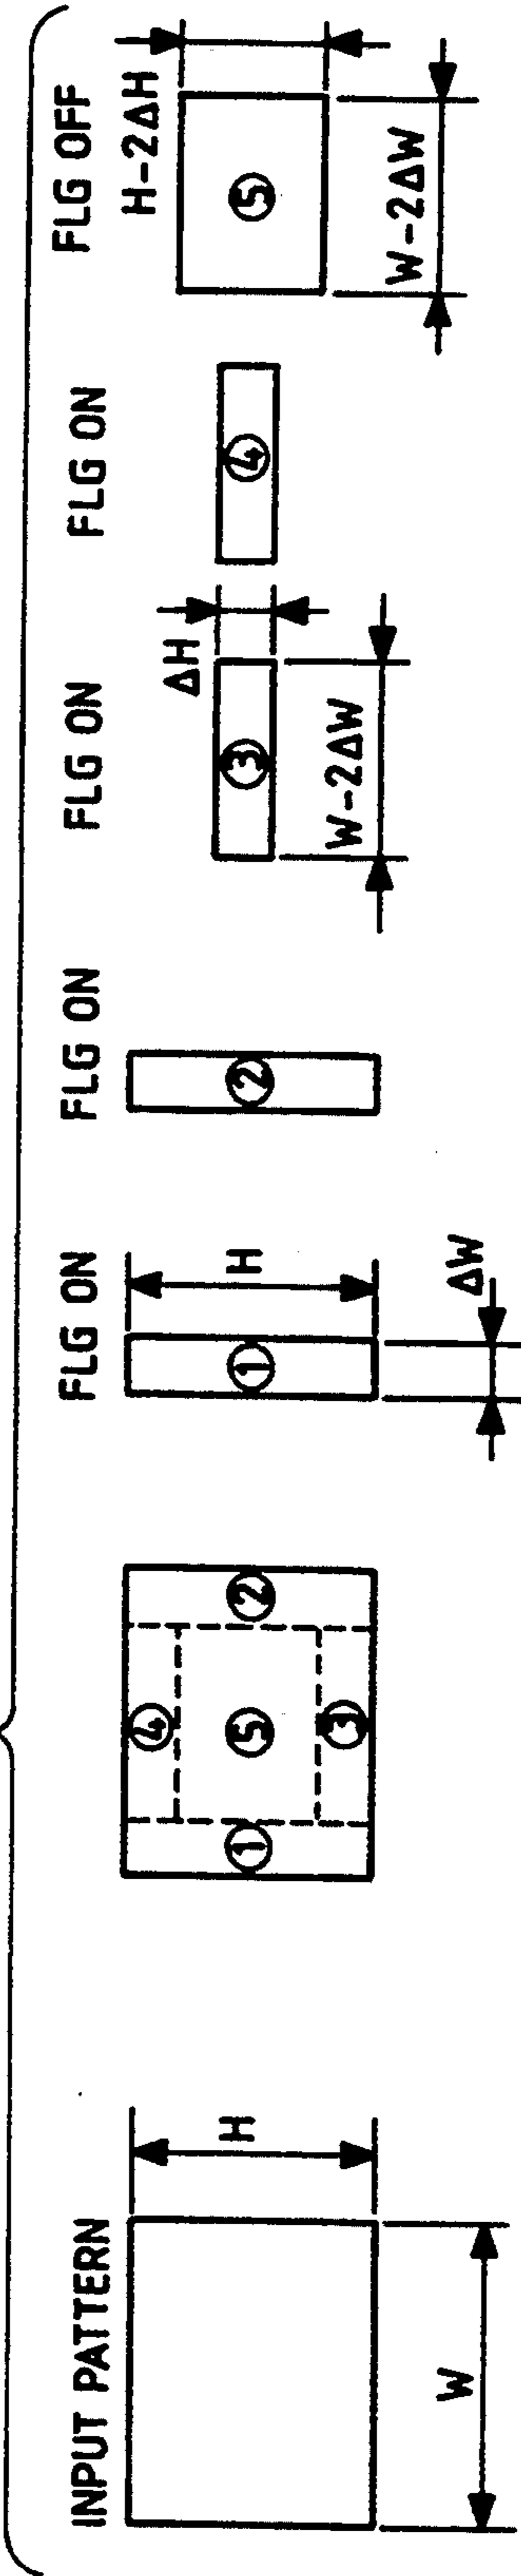 INPUT PATTERN
H
W
④
① ⑤ ②
③
FLG ON
①
H
ΔW
FLG ON
②
FLG ON
ΔH
③
W-2ΔW
FLG ON
④
FLG OFF
H-2ΔH
⑤
W-2ΔW